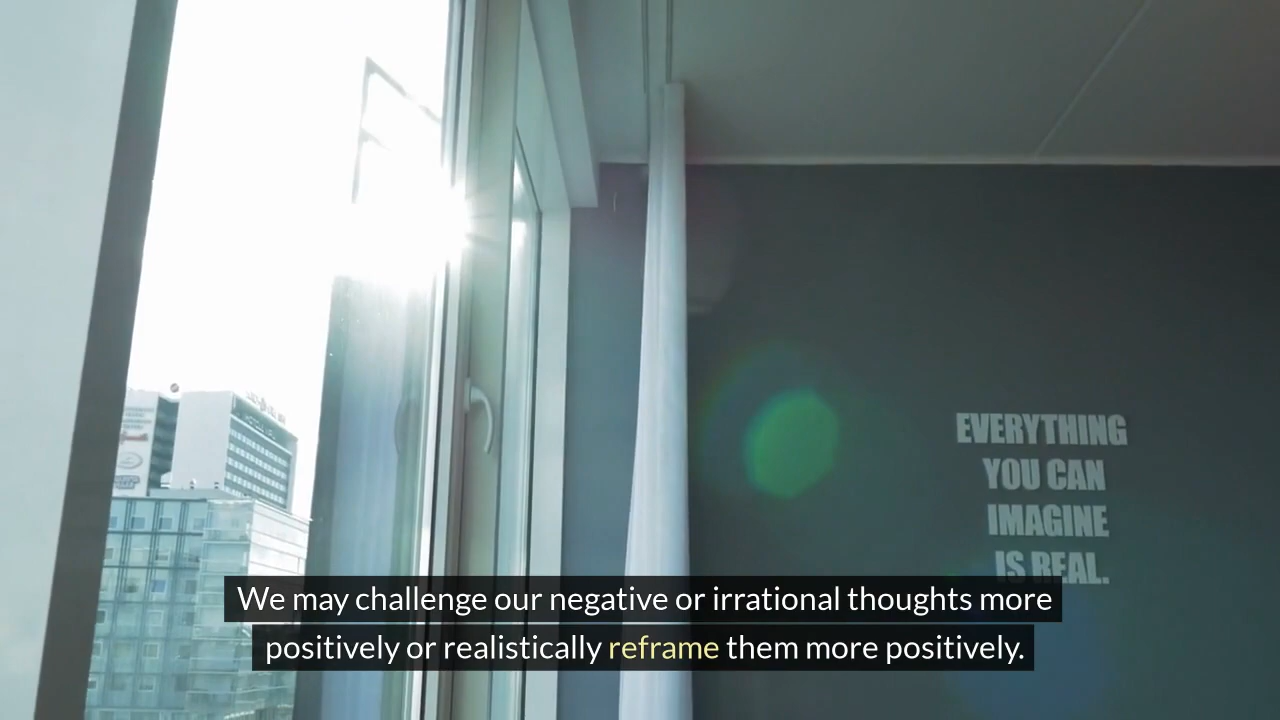 EVERYTHING
YOU CAN
IMAGINE
IS REAL.
We may challenge our negative or irrational thoughts more
positively or realistically reframe them more positively.